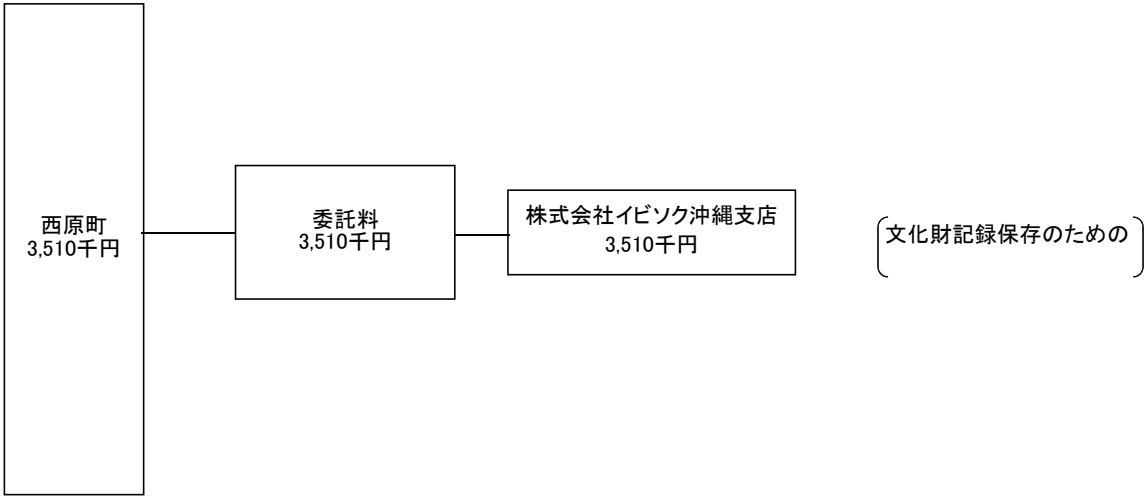 西原町
3,510千円
委託料
3,510千円
株式会社イビソク沖縄支店
3,510千円
文化財記録保存のための